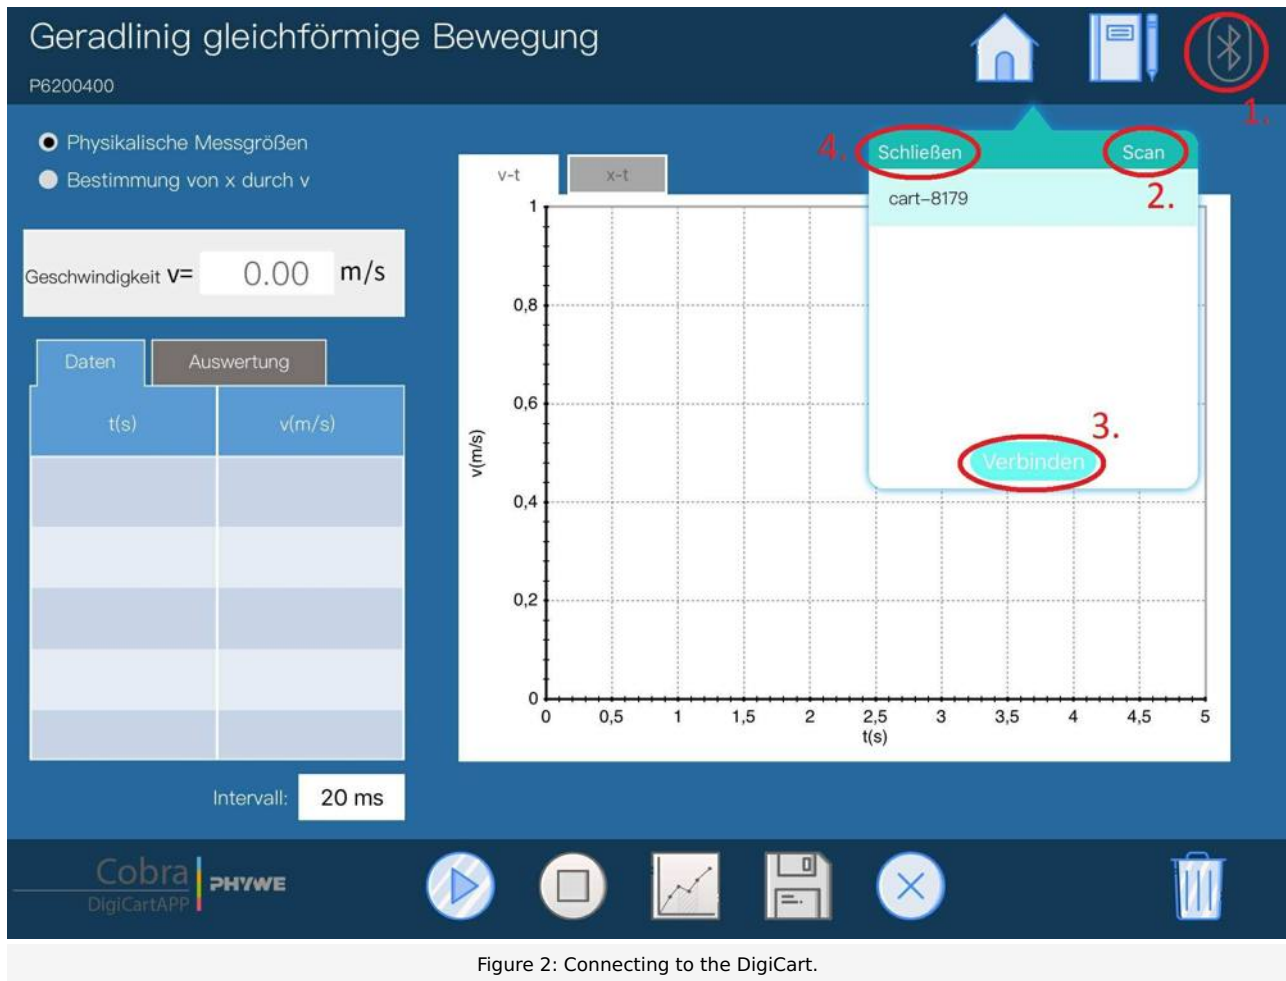 Geradlinig gleichförmige Bewegung
P6200400
1.
Physikalische Messgrößen
Bestimmung von x durch v
4.
Schließen
Scan
2.
cart-8179
3.
Verbinden
Geschwindigkeit v= 0.00 m/s
Daten
Auswertung
t(s)
v(m/s)
Intervall: 20 ms
v-t
x-t
1
0,8
0,6
0,4
0,2
0
v(m/s)
0 0,5 1 1,5 2 2,5 3 3,5 4 4,5 5
t(s)
Cobra
DigiCartAPP
PHYWE
Figure 2: Connecting to the DigiCart.